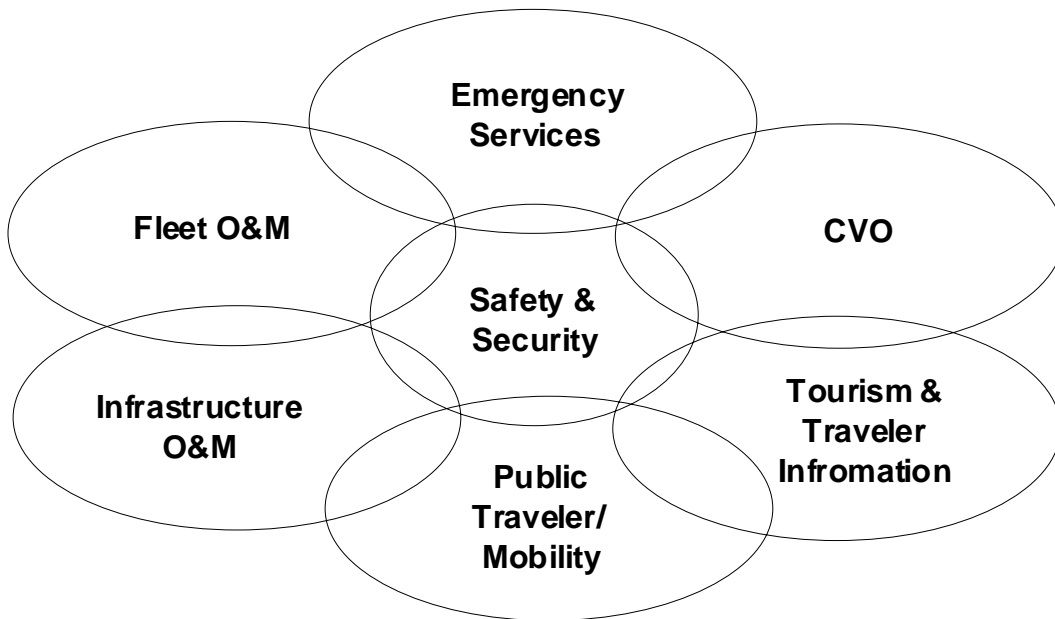 Emergency
Services
Fleet O&M
CVO
Safety &
Security
Infrastructure
O&M
Tourism &
Traveler
Infromation
Public
Traveler/
Mobility